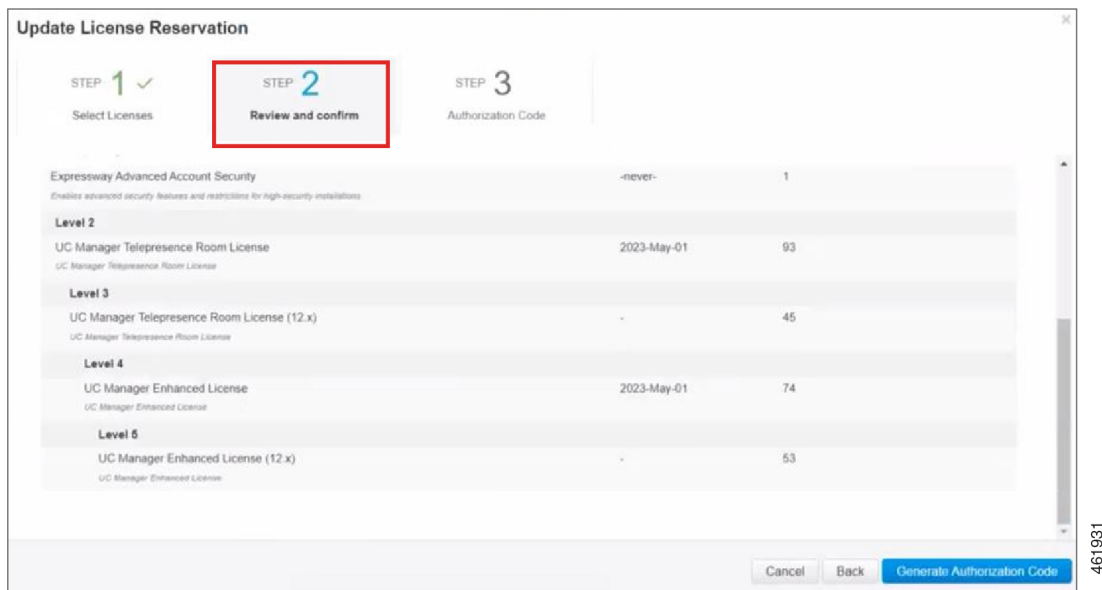 Update License Reservation
STEP 1
STEP 2
STEP 3
Select Licenses
Review and confirm
Authorization Code
Expressway Advanced Account Security -never- 1
Enables advanced security features and restrictions for high-security installations
Level 2
UC Manager Telepresence Room License 2023-May-01 93
UC Manager Telepresence Room License
Level 3
UC Manager Telepresence Room License (12.x) - 45
UC Manager Telepresence Room License
Level 4
UC Manager Enhanced License 2023-May-01 74
UC Manager Enhanced License
Level 5
UC Manager Enhanced License (12.x) - 53
UC Manager Enhanced License
Cancel Back Generate Authorization Code
461931